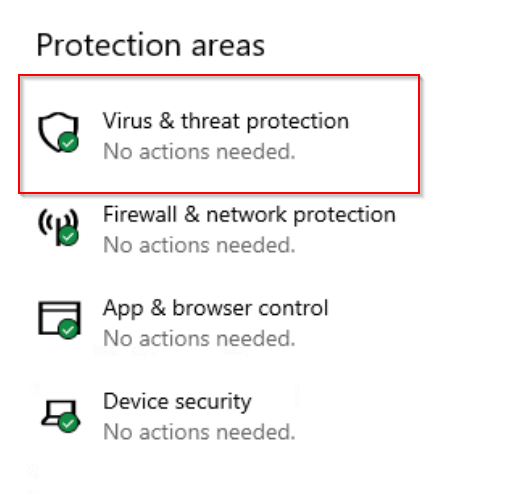 Protection areas
Virus & threat protection
No actions needed.
Firewall & network protection
No actions needed.
App & browser control
No actions needed.
Device security
No actions needed.